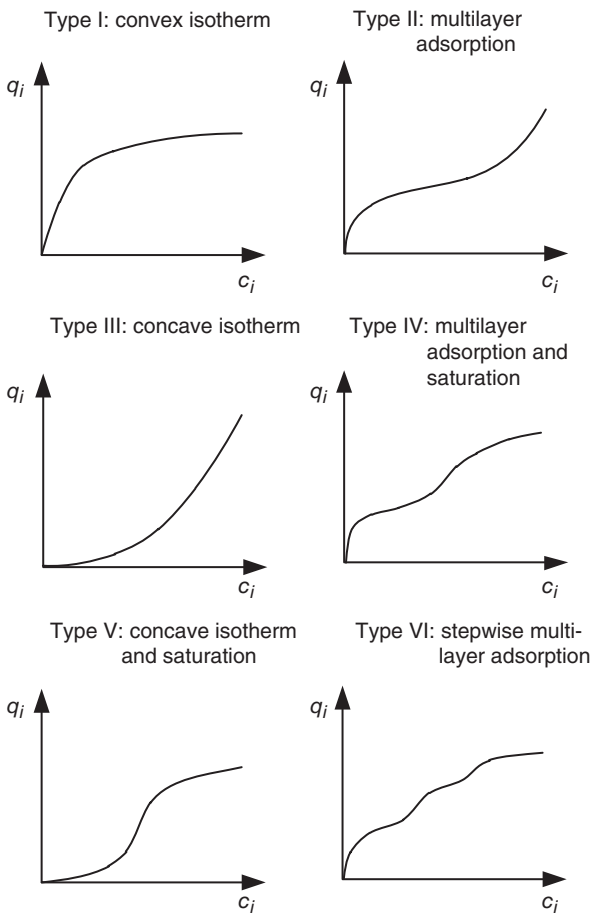 Type I: convex isotherm
q_i
c_i
Type II: multilayer
adsorption
q_i
c_i
Type III: concave isotherm
q_i
c_i
Type IV: multilayer
adsorption and
saturation
q_i
c_i
Type V: concave isotherm
and saturation
q_i
c_i
Type VI: stepwise multi-
layer adsorption
q_i
c_i